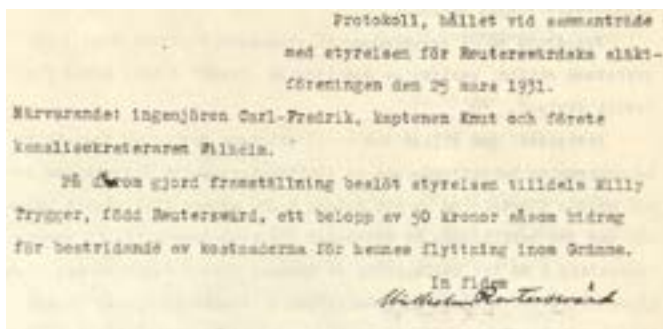 Protokoll, hållet vid sammanträde
med styrelsen för Reuterswärdska släkt-
föreningen den 25 mars 1931.
Närvarande: ingenjören Carl-Fredrik, kaptenen Knut och förste
kanslisekreteraren Wilhelm.
På därom gjord framställning beslöt styrelsen tilldela Milly
Trygger, född Reuterswärd, ett belopp av 50 kronor såsom bidrag
för bestridande av kostnaderna för hennes flyttning inom Gränna.
In fidem
Wilhelm Reuterswärd